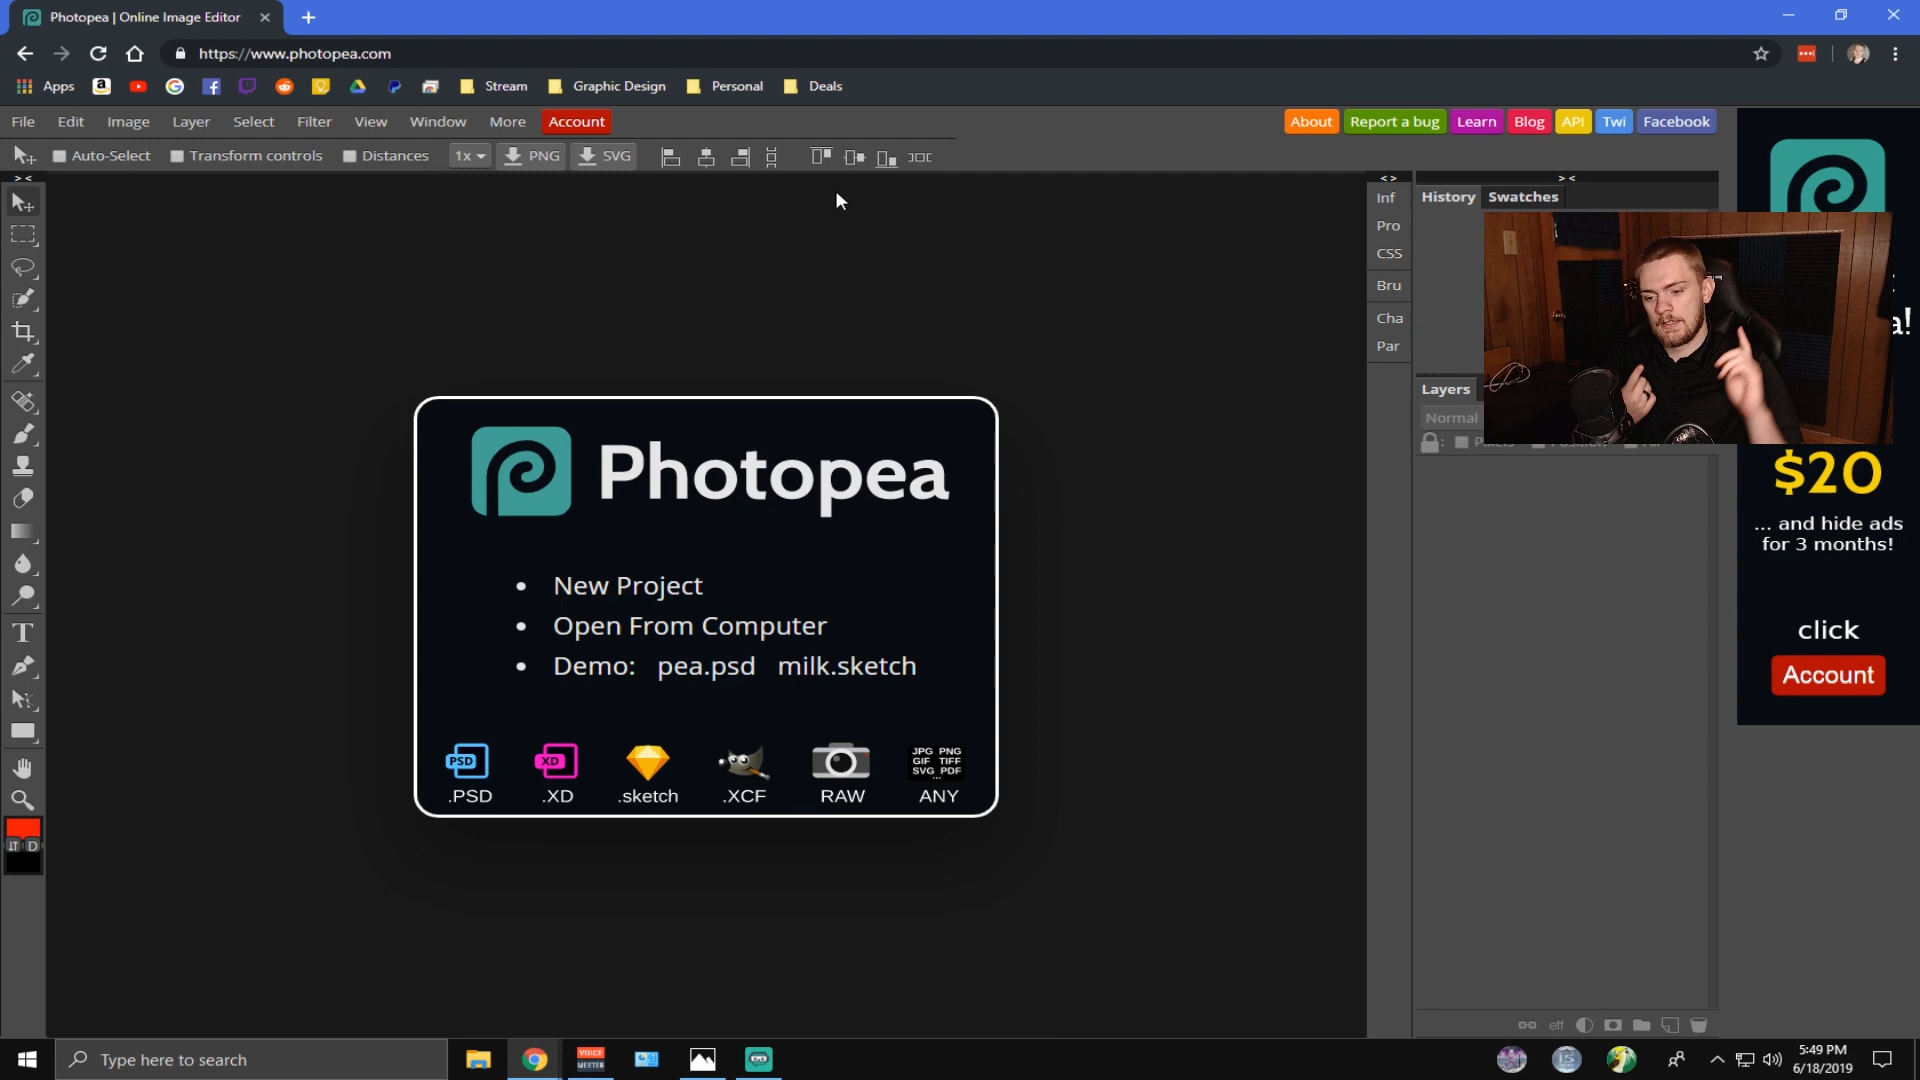 Photopea | Online Image Editor
https://www.photopea.com
Apps
Stream
Graphic Design
Personal
Deals
File Edit Image Layer Select Filter View Window More Account
About Report a bug Learn Blog API Twi Facebook
Auto-Select Transform controls Distances 1x PNG SVG
> <
< >
> <
Inf
Pro
CSS
Bru
Cha
Par
History Swatches
a!
Layers
Normal
Photopea
• New Project
• Open From Computer
• Demo: pea.psd milk.sketch
PSD
XD
JPG PNG
GIF TIFF
SVG PDF
...
.PSD .XD .sketch .XCF RAW ANY
$20
... and hide ads
for 3 months!
click
Account
T
D
eff
Type here to search
VOICE
MEETER
5:49 PM
6/18/2019